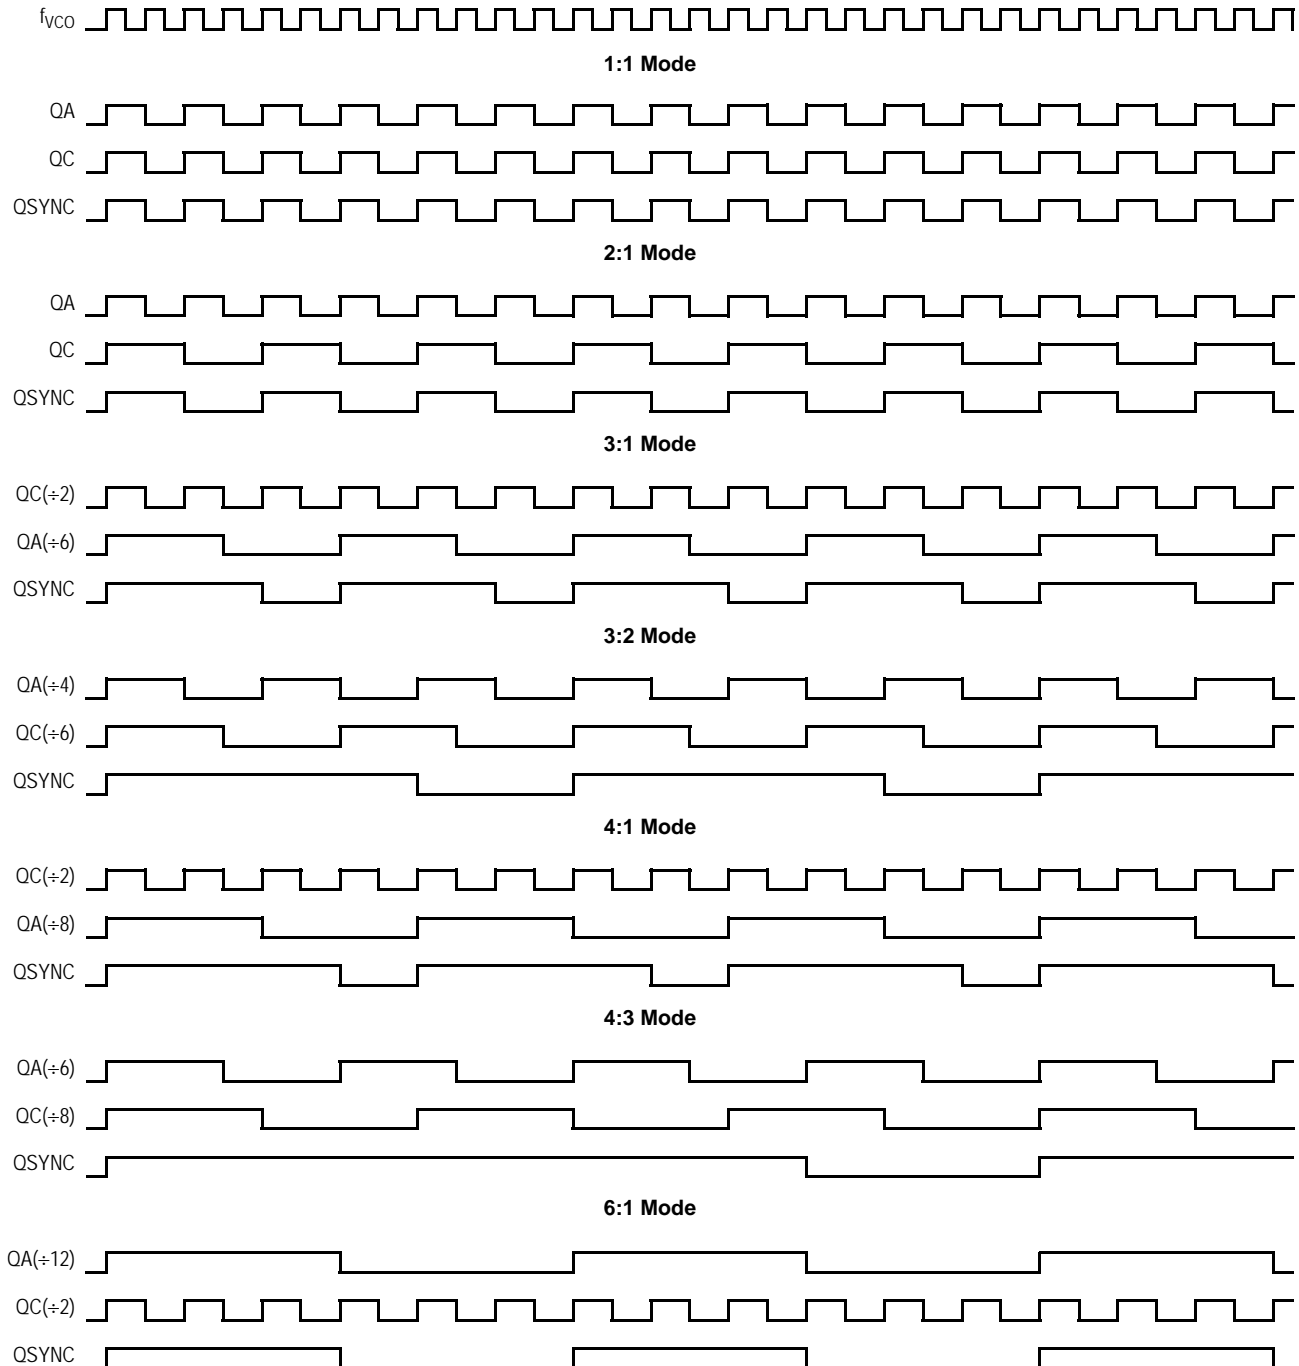 fVCO
1:1 Mode
QA
QC
QSYNC
2:1 Mode
QA
QC
QSYNC
3:1 Mode
QC(÷2)
QA(÷6)
QSYNC
3:2 Mode
QA(÷4)
QC(÷6)
QSYNC
4:1 Mode
QC(÷2)
QA(÷8)
QSYNC
4:3 Mode
QA(÷6)
QC(÷8)
QSYNC
6:1 Mode
QA(÷12)
QC(÷2)
QSYNC